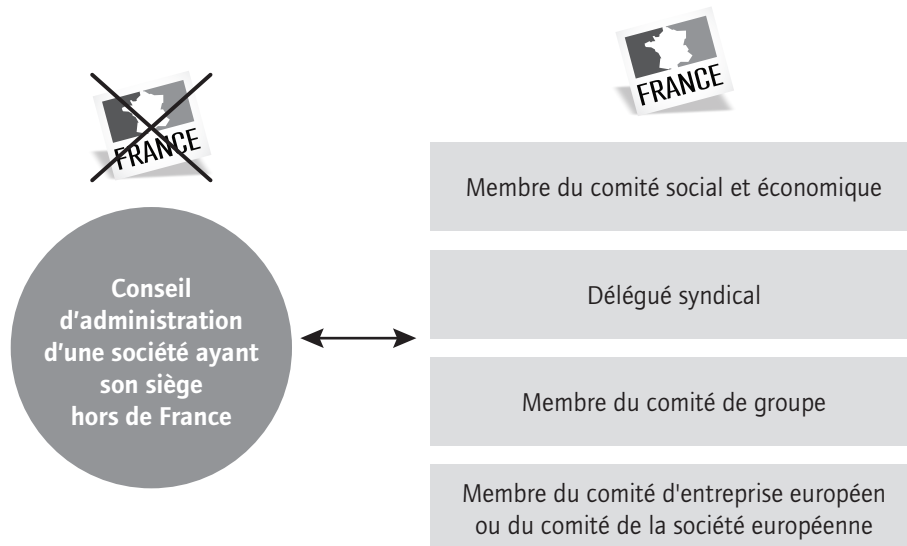 FRANCE
FRANCE
Membre du comité social et économique
Conseil
d'administration
d'une société ayant
son siège
hors de France
Délégué syndical
Membre du comité de groupe
Membre du comité d'entreprise européen
ou du comité de la société européenne